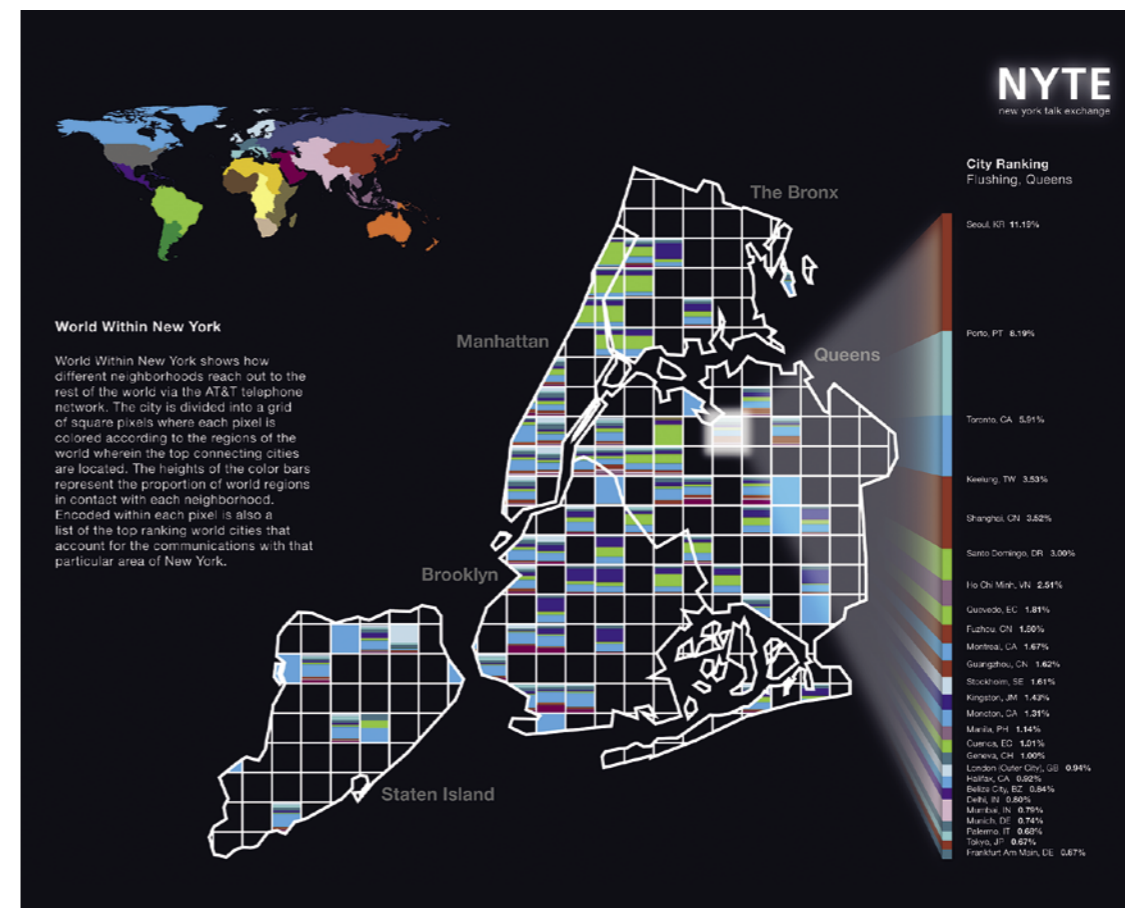 NYTE
new york talk exchange
City Ranking
Flushing, Queens
The Bronx
Manhattan
Queens
Brooklyn
Staten Island
World Within New York
World Within New York shows how
different neighborhoods reach out to the
rest of the world via the AT&T telephone
network. The city is divided into a grid
of square pixels where each pixel is
colored according to the regions of the
world wherein the top connecting cities
are located. The heights of the color bars
represent the proportion of world regions
in contact with each neighborhood.
Encoded within each pixel is also a
list of the top ranking world cities that
account for the communications with that
particular area of New York.
Seoul, KR 11.19%
Porto, PT 8.19%
Toronto, CA 5.91%
Keelung, TW 3.53%
Shanghai, CN 3.52%
Santo Domingo, DR 3.00%
Ho Chi Minh, VN 2.51%
Quevedo, EC 1.81%
Fuzhou, CN
Montreal, CA 1.67%
Guangzhou, CN 1.62%
Stockholm, SE 1.61%
Kingston, JM 1.43%
Moncton, CA 1.31%
Manila, PH 1.14%
Cuenca, EC 1.01%
Geneva, CH 1.00%
London (Outer City), GB 0.94%
Halifax, CA 0.92%
Belize City, BZ 0.84%
Delhi, IN 0.80%
Mumbai, IN 0.79%
Munich, DE 0.74%
Palermo, IT 0.68%
Tokyo, JP 0.67%
Frankfurt Am Main, DE 0.67%